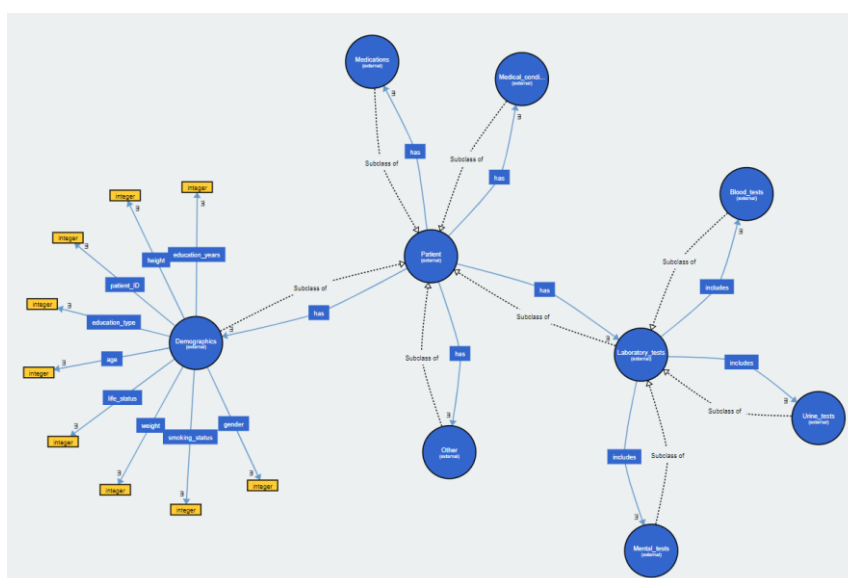 Medications
(external)
Medical_condi...
(external)
∃
∃
Subclass of
has
Subclass of
has
Blood_tests
(external)
∃
integer
integer
∃
∃
integer
∃
education_years
height
Patient
(external)
Subclass of
patient_ID
Subclass of
has
includes
integer
∃
education_type
has
Subclass of
Demographics
(external)
∃
∃
Laboratory_tests
(external)
has
age
includes
integer
∃
life_status
Subclass of
∃
Urine_tests
(external)
weight
gender
smoking_status
∃
integer
∃
Other
(external)
includes
Subclass of
∃
integer
∃
integer
∃
integer
∃
Mental_tests
(external)